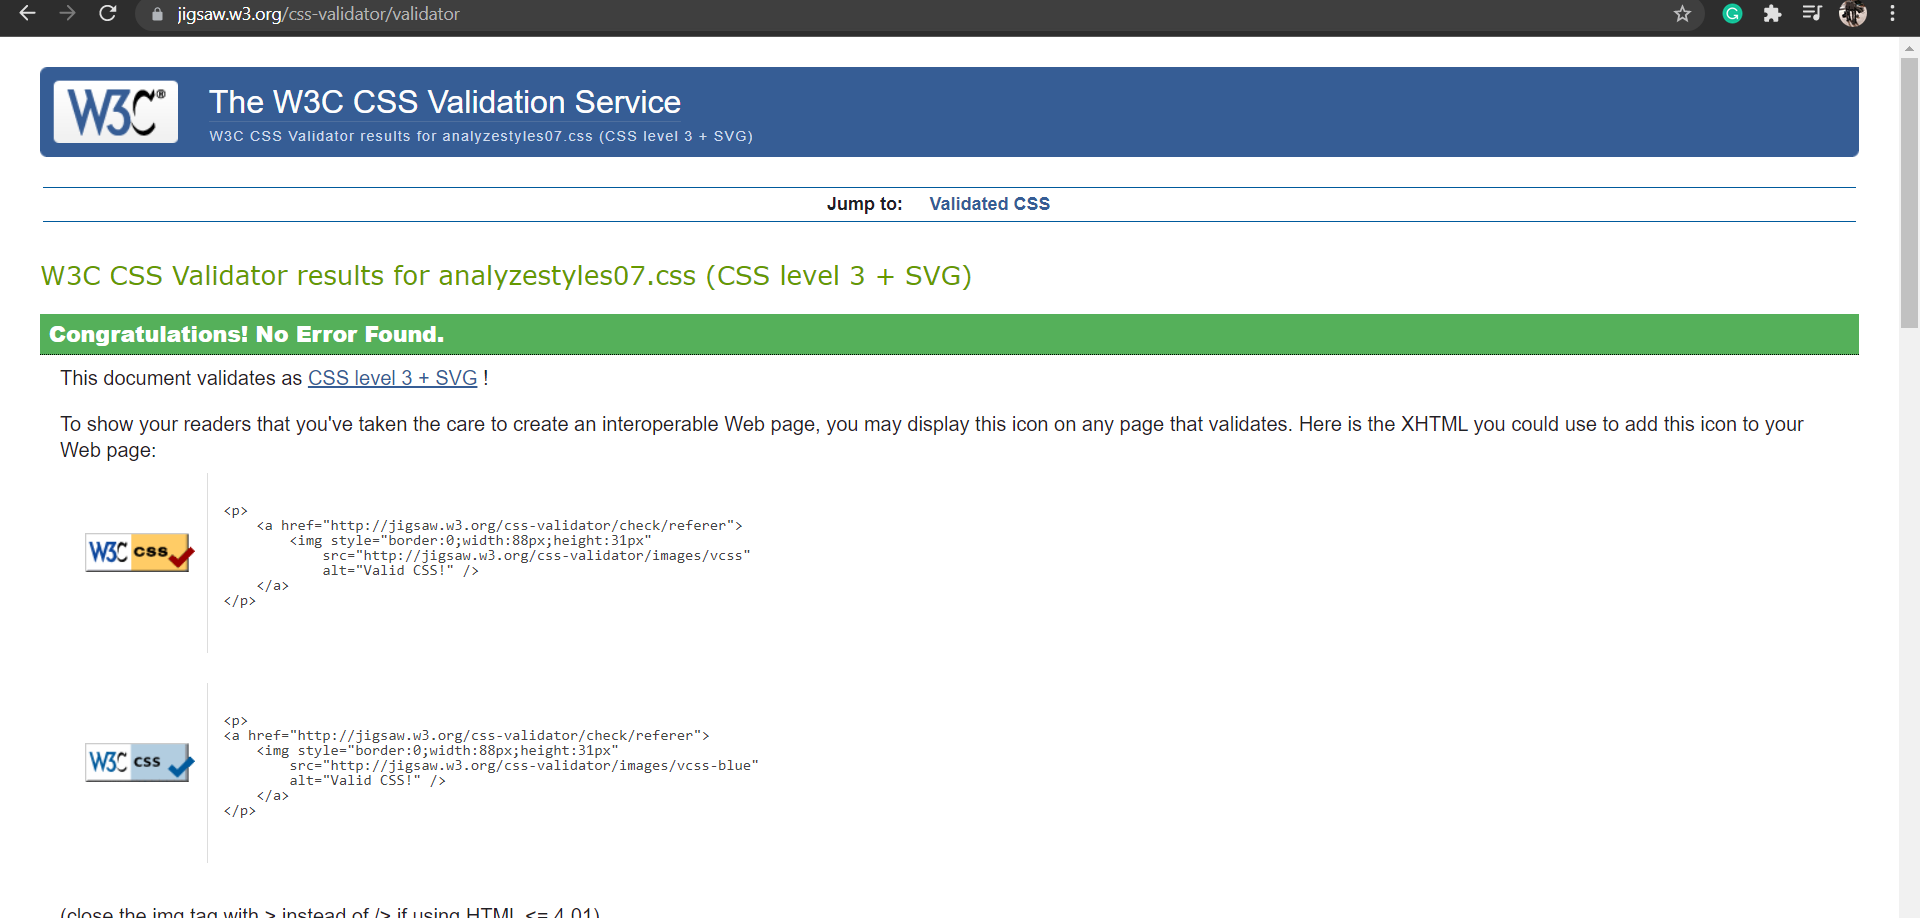 jigsaw.w3.org/css-validator/validator
W3C®
The W3C CSS Validation Service
W3C CSS Validator results for analyzestyles07.css (CSS level 3 + SVG)
Jump to: Validated CSS
W3C CSS Validator results for analyzestyles07.css (CSS level 3 + SVG)
Congratulations! No Error Found.
This document validates as CSS level 3 + SVG !
To show your readers that you've taken the care to create an interoperable Web page, you may display this icon on any page that validates. Here is the XHTML you could use to add this icon to your
Web page:
W3C css
<p>
    <a href="http://jigsaw.w3.org/css-validator/check/referer">
        <img style="border:0;width:88px;height:31px"
            src="http://jigsaw.w3.org/css-validator/images/vcss"
            alt="Valid CSS!" />
    </a>
</p>
W3C css
<p>
<a href="http://jigsaw.w3.org/css-validator/check/referer">
    <img style="border:0;width:88px;height:31px"
        src="http://jigsaw.w3.org/css-validator/images/vcss-blue"
        alt="Valid CSS!" />
    </a>
</p>
(close the img tag with > instead of /> if using HTML <= 4.01)